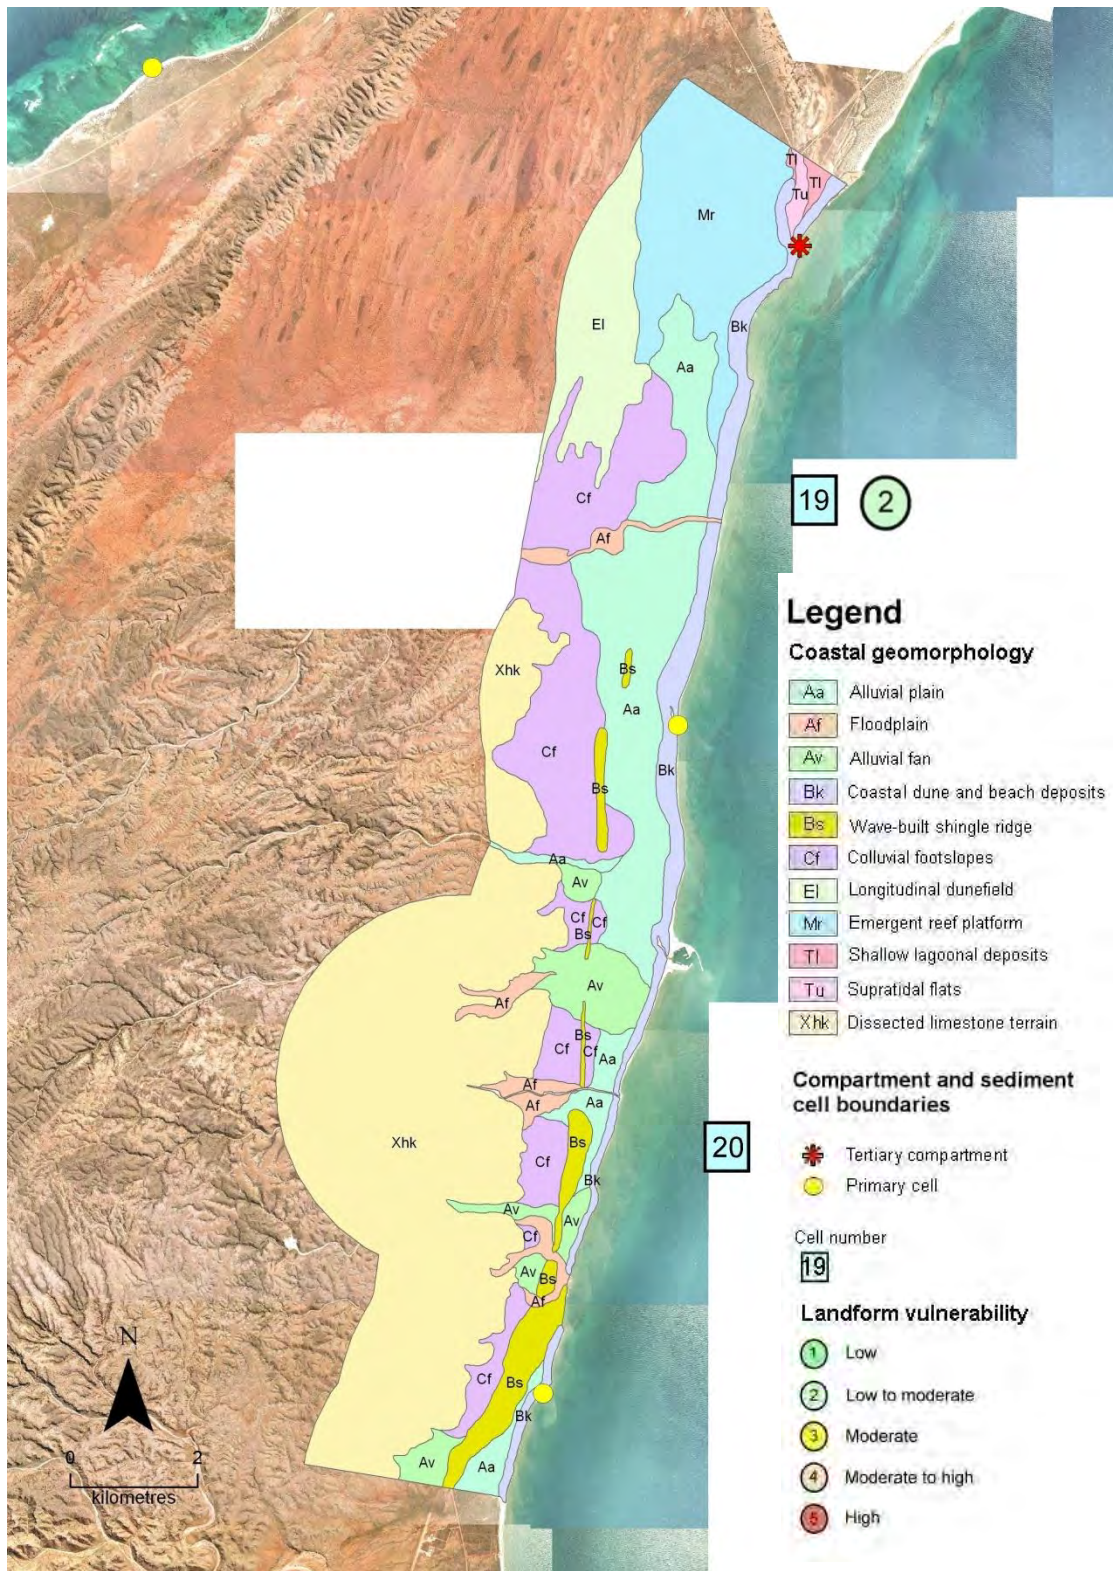 Tl
Tl
Tu
Mr
Bk
El
Aa
Cf
19
2
Af
Xhk
Bs
Aa
Cf
Bk
Bs
Aa
Av
Cf
Cf
Bs
Av
Af
Bs
Cf
Cf
Aa
Af
Af
Aa
Xhk
Bs
20
Cf
Bk
Av
Av
Cf
Av
Bs
Af
Cf
Bs
Bk
Av
Aa
N
0 2
kilometres
Legend
Coastal geomorphology
Aa Alluvial plain
Af Floodplain
Av Alluvial fan
Bk Coastal dune and beach deposits
Bs Wave-built shingle ridge
Cf Colluvial footslopes
El Longitudinal dunefield
Mr Emergent reef platform
Tl Shallow lagoonal deposits
Tu Supratidal flats
Xhk Dissected limestone terrain
Compartment and sediment
cell boundaries
Tertiary compartment
Primary cell
Cell number
19
Landform vulnerability
1 Low
2 Low to moderate
3 Moderate
4 Moderate to high
5 High